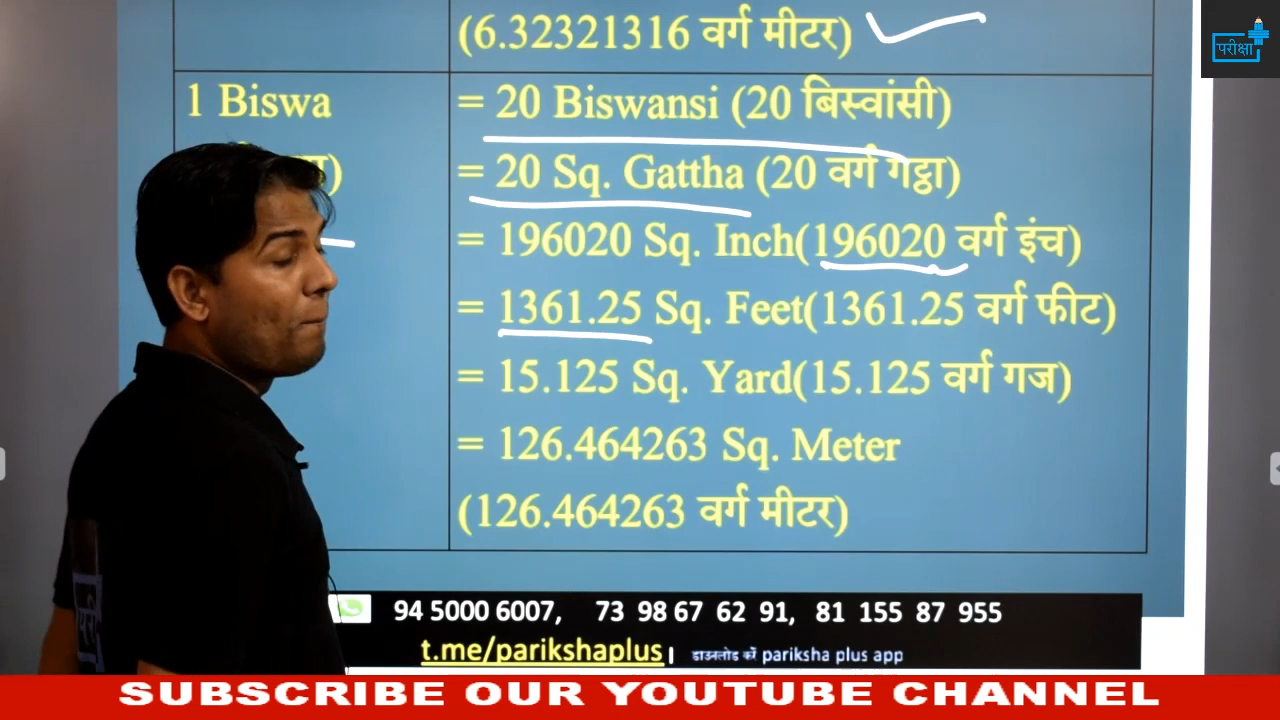 (6.32321316 वर्ग मीटर)
परीक्षा
1 Biswa
= 20 Biswansi (20 बिस्वांसी)
= 20 Sq. Gattha (20 वर्ग गट्ठा)
= 196020 Sq. Inch(196020 वर्ग इंच)
= 1361.25 Sq. Feet(1361.25 वर्ग फीट)
= 15.125 Sq. Yard(15.125 वर्ग गज)
= 126.464263 Sq. Meter
(126.464263 वर्ग मीटर)
94 5000 6007, 73 98 67 62 91, 81 155 87 955
t.me/parikshaplus। डाउनलोड करें pariksha plus app
SUBSCRIBE OUR YOUTUBE CHANNEL